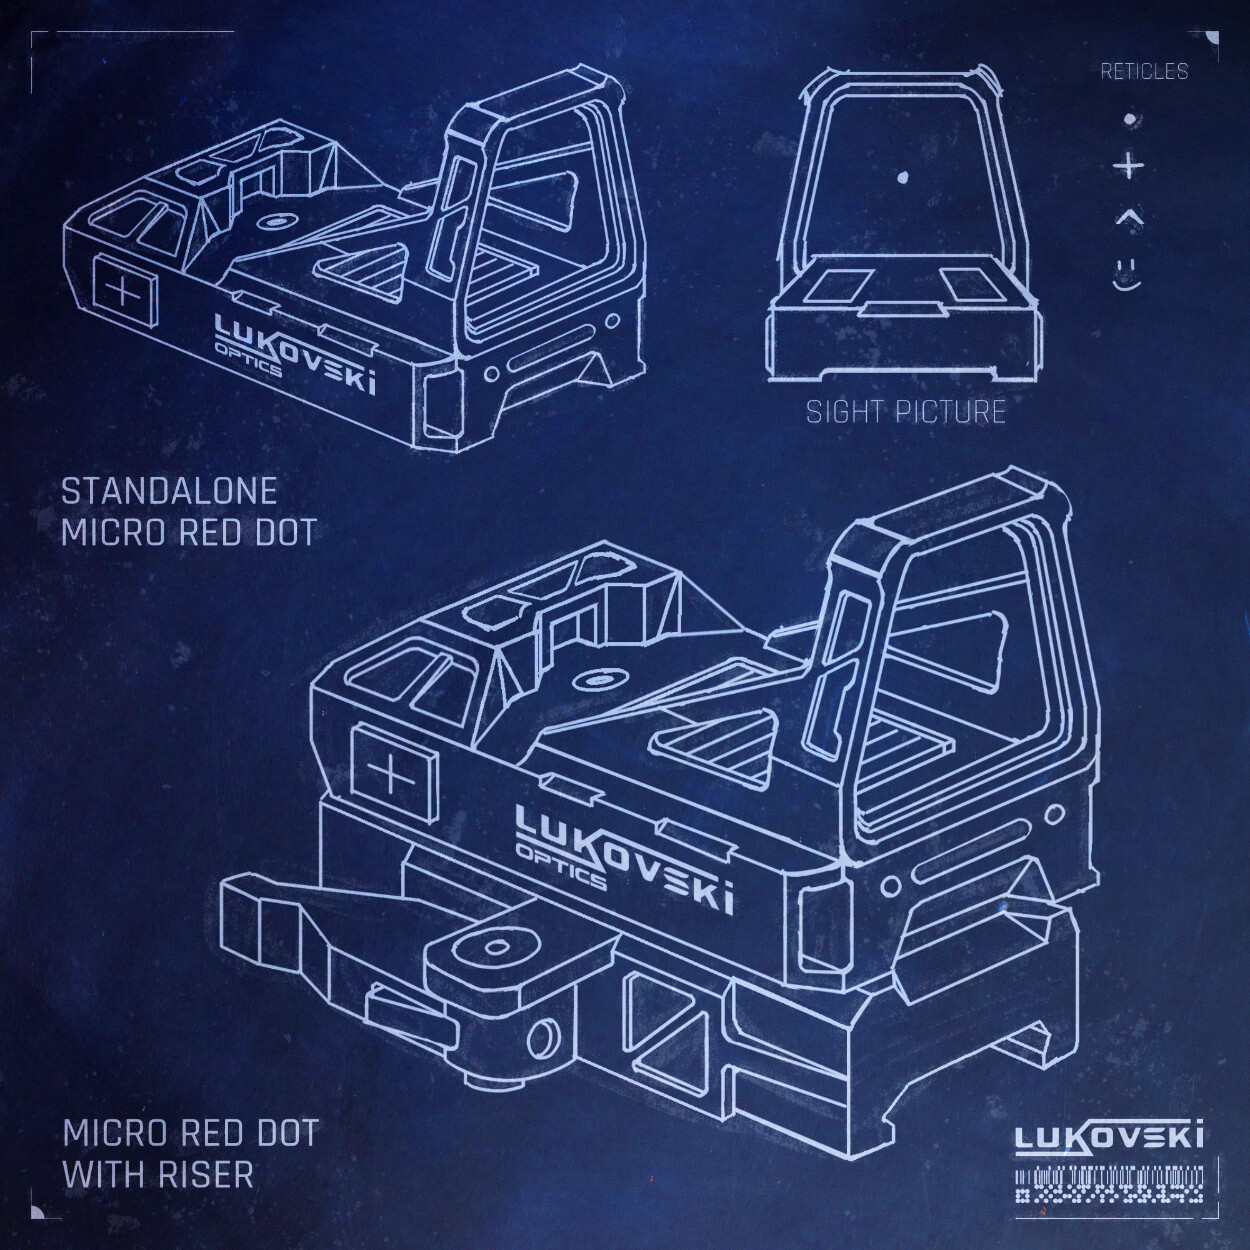 RETICLES
LUKOVSKI
OPTICS
SIGHT PICTURE
STANDALONE
MICRO RED DOT
LUKOVSKI
OPTICS
MICRO RED DOT
WITH RISER
LUKOVSKI